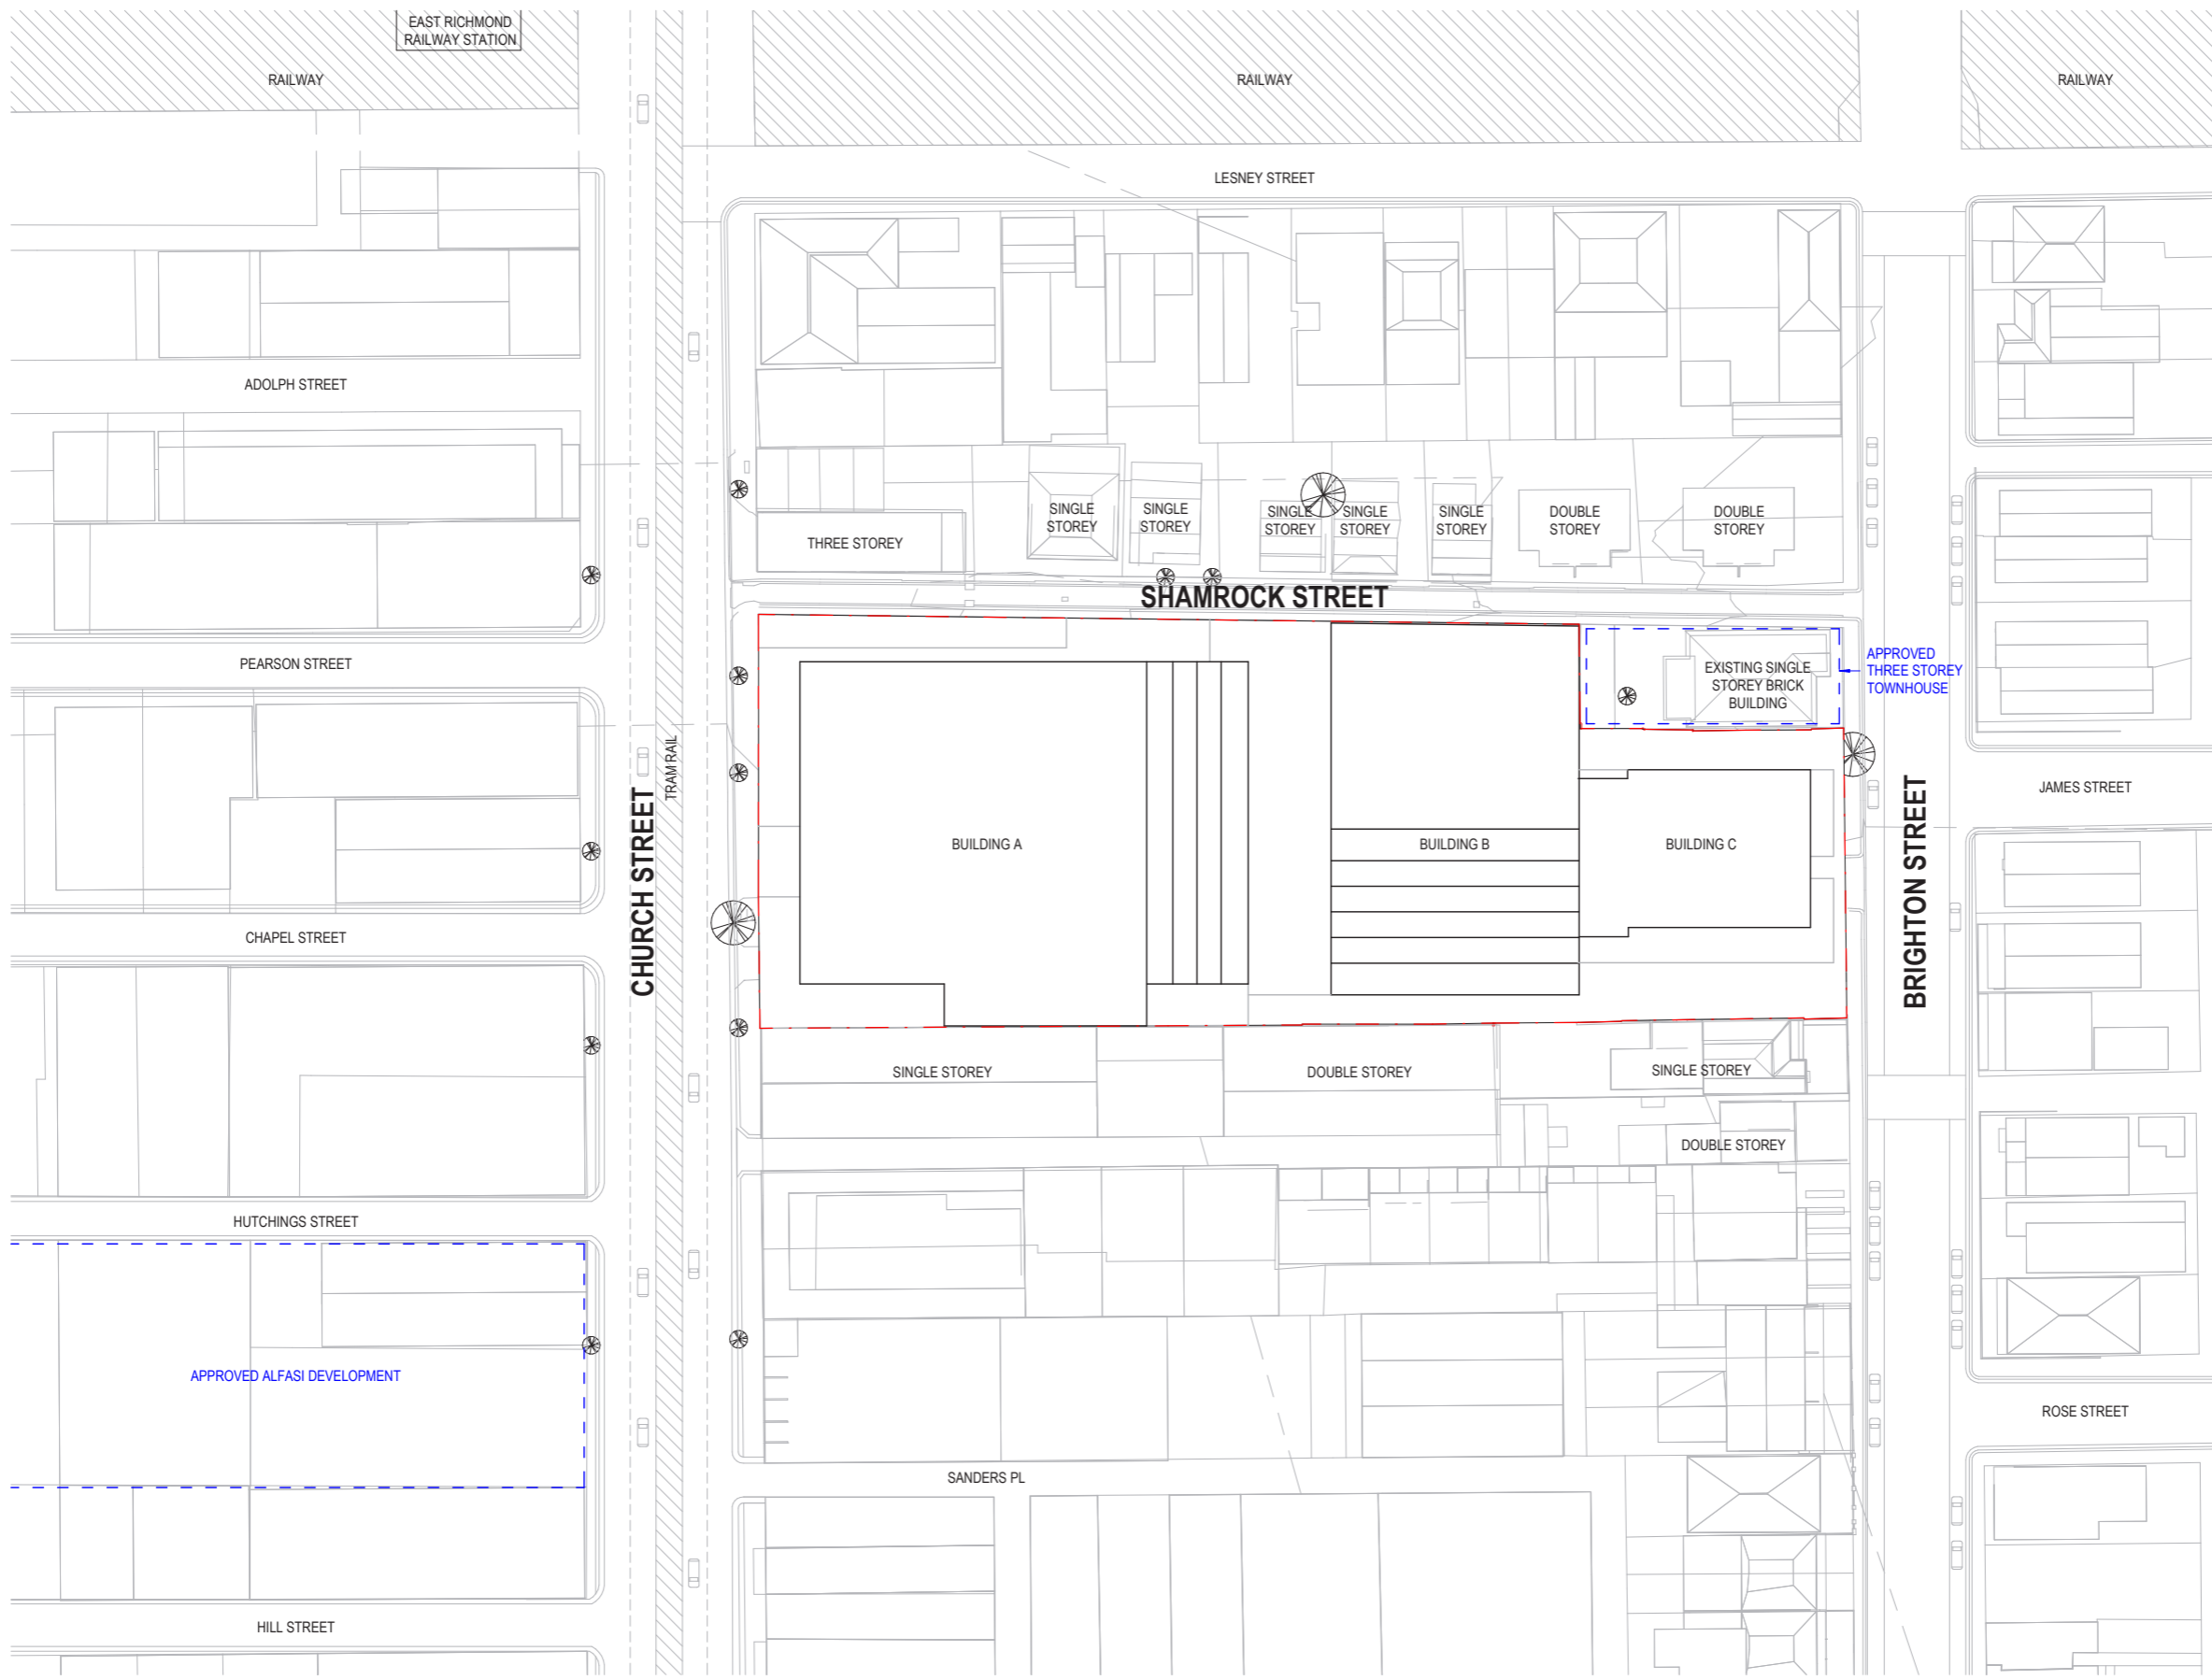 EAST RICHMOND
RAILWAY STATION
RAILWAY
RAILWAY
RAILWAY
LESNEY STREET
ADOLPH STREET
SINGLE
STOREY
SINGLE
STOREY
SINGLE
STOREY
SINGLE
STOREY
SINGLE
STOREY
DOUBLE
STOREY
DOUBLE
STOREY
THREE STOREY
SHAMROCK STREET
PEARSON STREET
EXISTING SINGLE
STOREY BRICK
BUILDING
APPROVED
THREE STOREY
TOWNHOUSE
TRAM RAIL
CHURCH STREET
BRIGHTON STREET
JAMES STREET
BUILDING A
BUILDING B
BUILDING C
CHAPEL STREET
SINGLE STOREY
DOUBLE STOREY
SINGLE STOREY
DOUBLE STOREY
HUTCHINGS STREET
APPROVED ALFASI DEVELOPMENT
ROSE STREET
SANDERS PL
HILL STREET